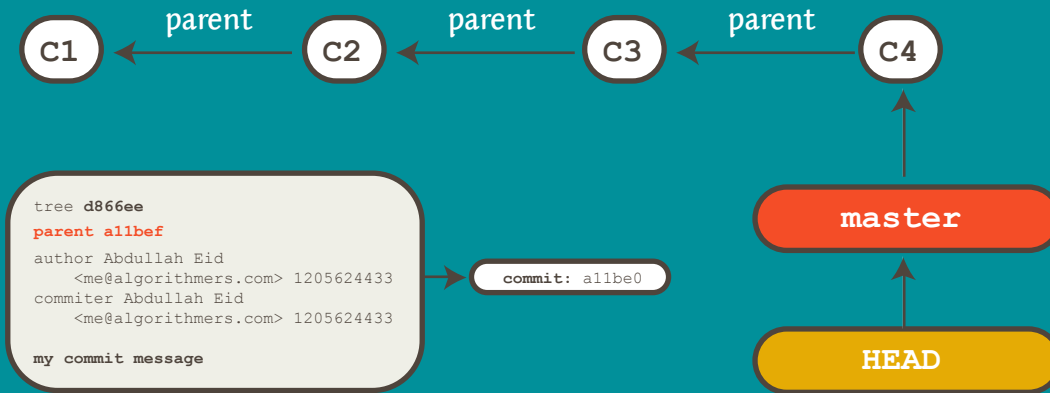 parent parent parent
C1 C2 C3 C4
tree d866ee
parent a11bef
author Abdullah Eid
<me@algorithmers.com> 1205624433
commiter Abdullah Eid
<me@algorithmers.com> 1205624433
my commit message
commit: a11be0
master
HEAD